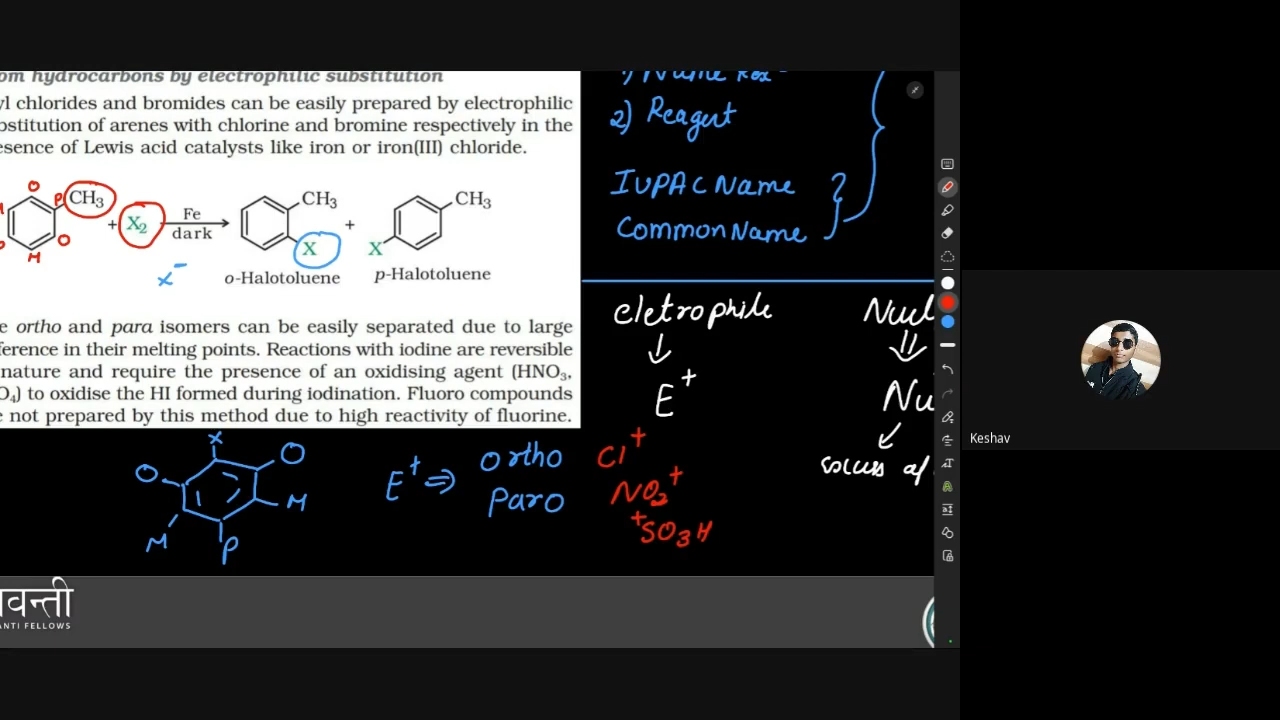 om hydrocarbons by electrophilic substitution
yl chlorides and bromides can be easily prepared by electrophilic
bstitution of arenes with chlorine and bromine respectively in the
esence of Lewis acid catalysts like iron or iron(III) chloride.
O
P
CH3
O
M
+ X2
Fe
dark
CH3
X
+
CH3
X
x-
o-Halotoluene
p-Halotoluene
e ortho and para isomers can be easily separated due to large
fference in their melting points. Reactions with iodine are reversible
nature and require the presence of an oxidising agent (HNO3,
O4) to oxidise the HI formed during iodination. Fluoro compounds
e not prepared by this method due to high reactivity of fluorine.
1) Name
2) Reagent
IUPAC Name
Common Name
eletrophile
E+
Cl+
NO2+
+SO3H
Nucl
Nu
x
O
O
M
M
P
E+ ⇒ Ortho
Para
वन्ती
ANTI FELLOWS
Keshav